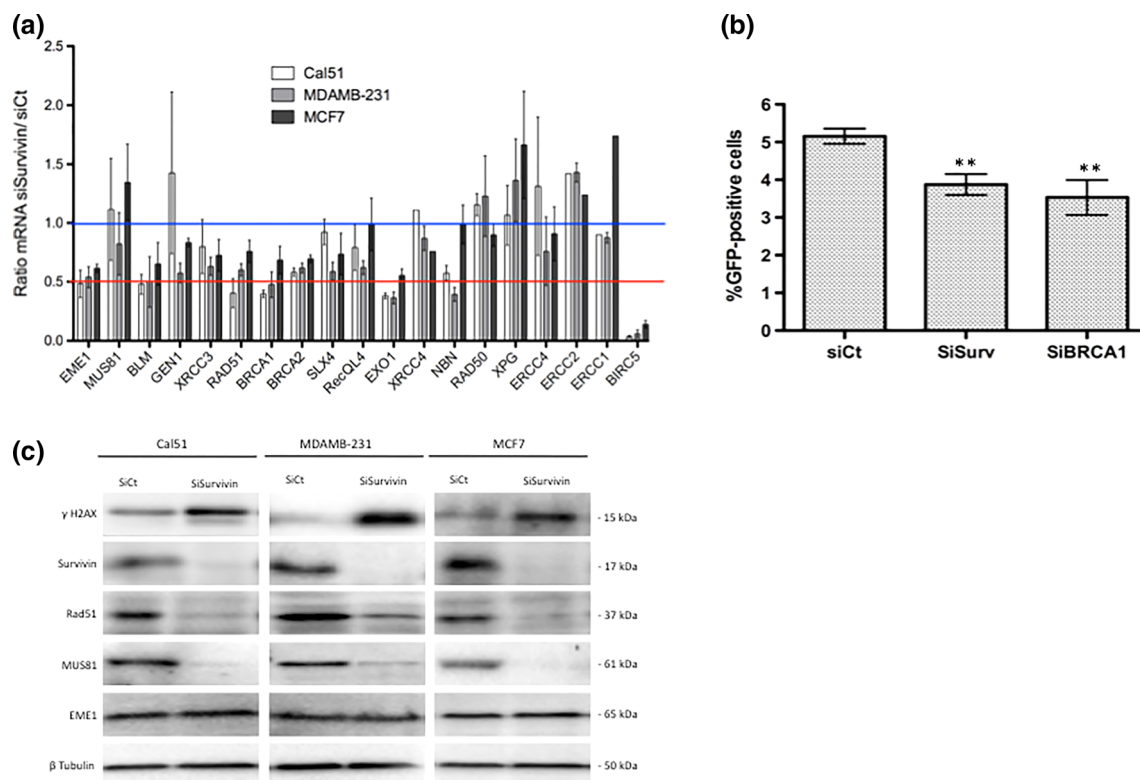 (a)
2.5
2.0
1.5
1.0
0.5
0.0
Ratio mRNA siSurvivin/ siCt
Cal51
MDAMB-231
MCF7
EME1
MUS81
BLM
GEN1
XRCC3
RAD51
BRCA1
BRCA2
SLX4
RecQL4
EXO1
XRCC4
NBN
RAD50
XPG
ERCC4
ERCC2
ERCC1
BIRC5
(b)
%GFP-positive cells
6
5
4
3
2
1
0
**
**
siCt
SiSurv
SiBRCA1
(c)
Cal51
MDAMB-231
MCF7
SiCt
SiSurvivin
SiCt
SiSurvivin
SiCt
SiSurvivin
γ H2AX
- 15 kDa
Survivin
- 17 kDa
Rad51
- 37 kDa
MUS81
- 61 kDa
EME1
- 65 kDa
β Tubulin
- 50 kDa